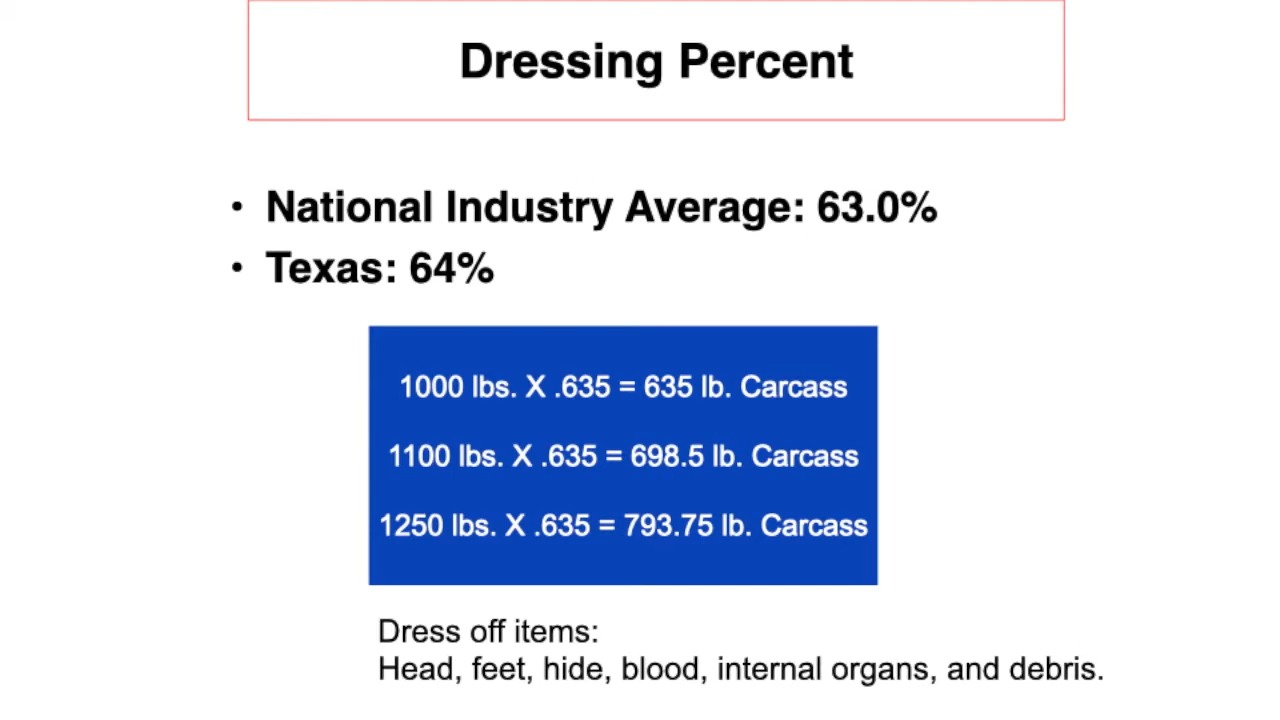 Dressing Percent
• National Industry Average: 63.0%
• Texas: 64%
1000 lbs. X .635 = 635 lb. Carcass
1100 lbs. X .635 = 698.5 lb. Carcass
1250 lbs. X .635 = 793.75 lb. Carcass
Dress off items:
Head, feet, hide, blood, internal organs, and debris.